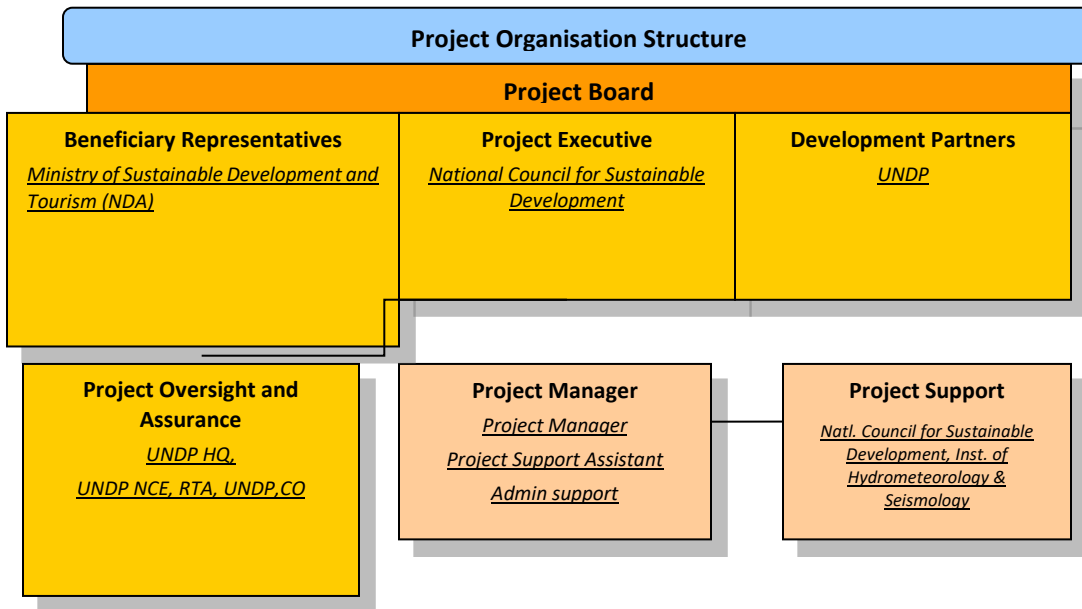 Project Organisation Structure
Project Board
Beneficiary Representatives
Ministry of Sustainable Development and
Tourism (NDA)
Project Executive
National Council for Sustainable
Development
Development Partners
UNDP
Project Oversight and
Assurance
UNDP HQ,
UNDP NCE, RTA, UNDP,CO
Project Manager
Project Manager
Project Support Assistant
Admin support
Project Support
Natl. Council for Sustainable
Development, Inst. of
Hydrometeorology &
Seismology